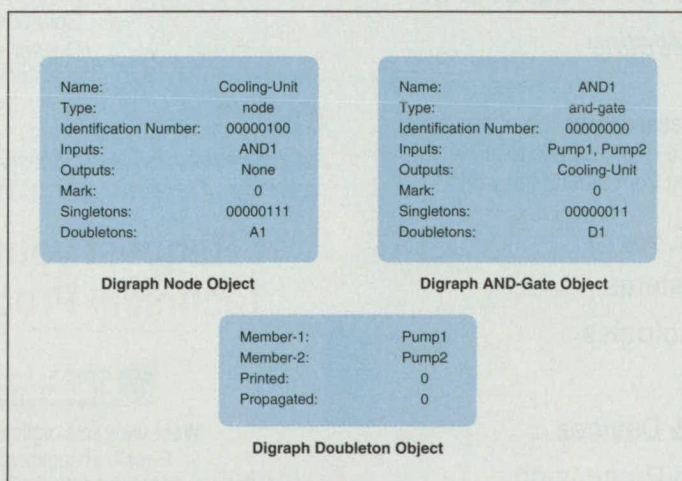 Name: Cooling-Unit
Type: node
Identification Number: 00000100
Inputs: AND1
Outputs: None
Mark: 0
Singletons: 00000111
Doubletons: A1
Digraph Node Object
Name: AND1
Type: and-gate
Identification Number: 00000000
Inputs: Pump1, Pump2
Outputs: Cooling-Unit
Mark: 0
Singletons: 00000011
Doubletons: D1
Digraph AND-Gate Object
Member-1: Pump1
Member-2: Pump2
Printed: 0
Propagated: 0
Digraph Doubleton Object